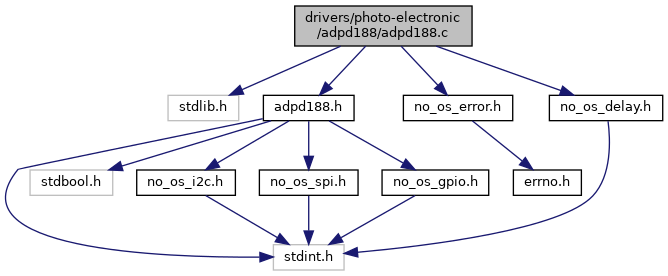 drivers/photo-electronic
/adpd188/adpd188.c
stdlib.h
adpd188.h
no_os_error.h
no_os_delay.h
stdbool.h
no_os_i2c.h
no_os_spi.h
no_os_gpio.h
errno.h
stdint.h